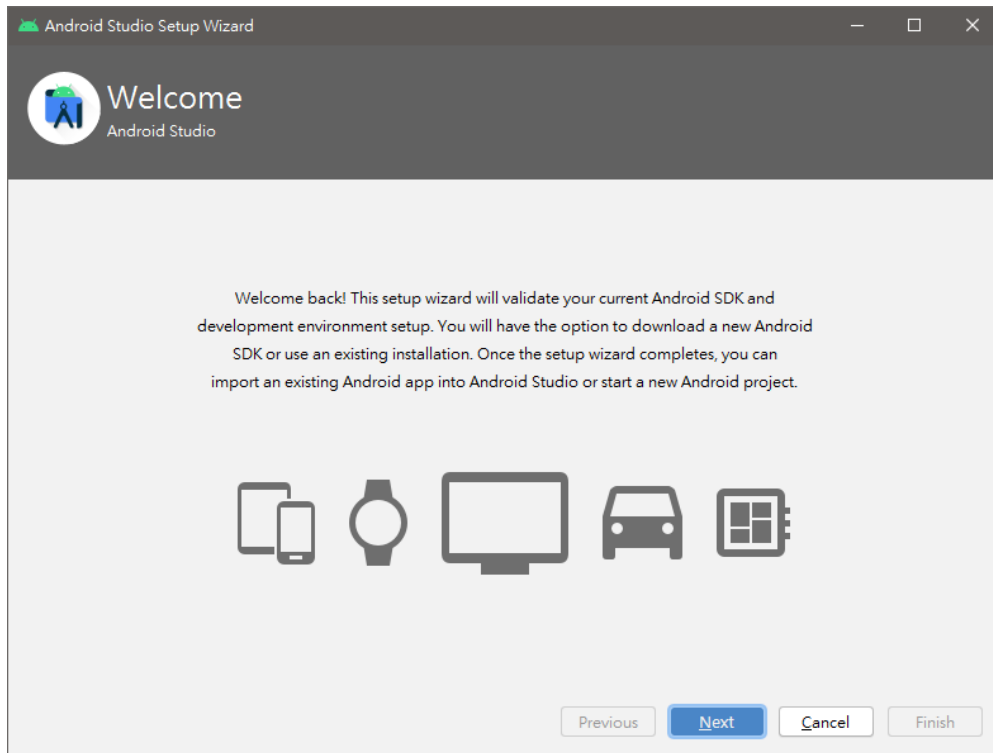 Android Studio Setup Wizard
Welcome
Android Studio
Welcome back! This setup wizard will validate your current Android SDK and
development environment setup. You will have the option to download a new Android
SDK or use an existing installation. Once the setup wizard completes, you can
import an existing Android app into Android Studio or start a new Android project.
Previous Next Cancel Finish